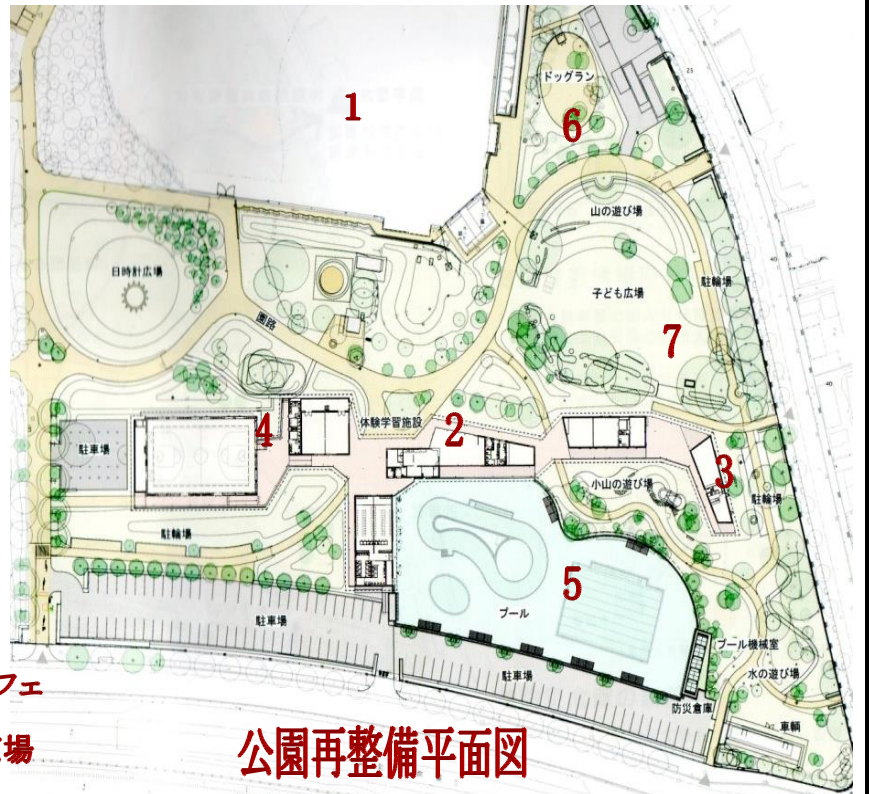 1
ドッグラン
6
山の遊び場
日時計広場
子ども広場
駐輪場
園路
7
体験学習施設
4
2
駐車場
3
小山の遊び場
駐輪場
駐輪場
5
プール
駐車場
プール機械室
駐車場
水の遊び場
フェ
防災倉庫
車輌
場
公園再整備平面図